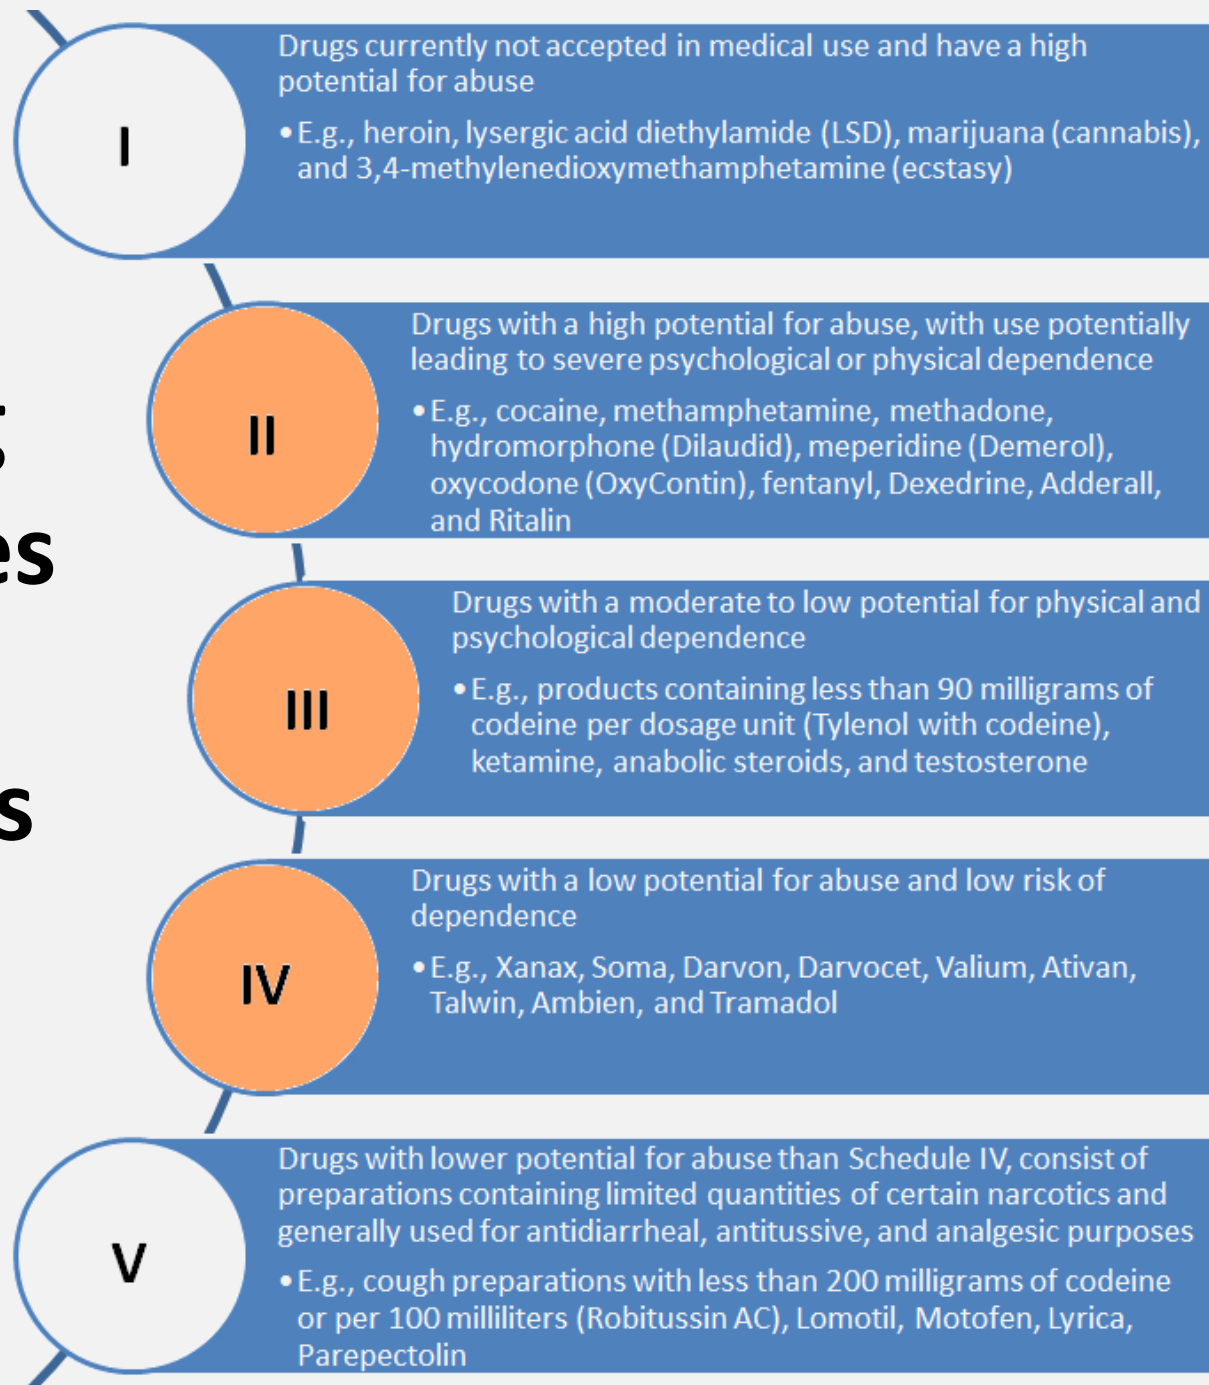 I
Drugs currently not accepted in medical use and have a high
potential for abuse
•E.g., heroin, lysergic acid diethylamide (LSD), marijuana (cannabis),
and 3,4-methylenedioxymethamphetamine (ecstasy)
II
Drugs with a high potential for abuse, with use potentially
leading to severe psychological or physical dependence
•E.g., cocaine, methamphetamine, methadone,
hydromorphone (Dilaudid), meperidine (Demerol),
oxycodone (OxyContin), fentanyl, Dexedrine, Adderall,
and Ritalin
III
Drugs with a moderate to low potential for physical and
psychological dependence
•E.g., products containing less than 90 milligrams of
codeine per dosage unit (Tylenol with codeine),
ketamine, anabolic steroids, and testosterone
IV
Drugs with a low potential for abuse and low risk of
dependence
•E.g., Xanax, Soma, Darvon, Darvocet, Valium, Ativan,
Talwin, Ambien, and Tramadol
V
Drugs with lower potential for abuse than Schedule IV, consist of
preparations containing limited quantities of certain narcotics and
generally used for antidiarrheal, antitussive, and analgesic purposes
•E.g., cough preparations with less than 200 milligrams of codeine
or per 100 milliliters (Robitussin AC), Lomotil, Motofen, Lyrica,
Parepectolin